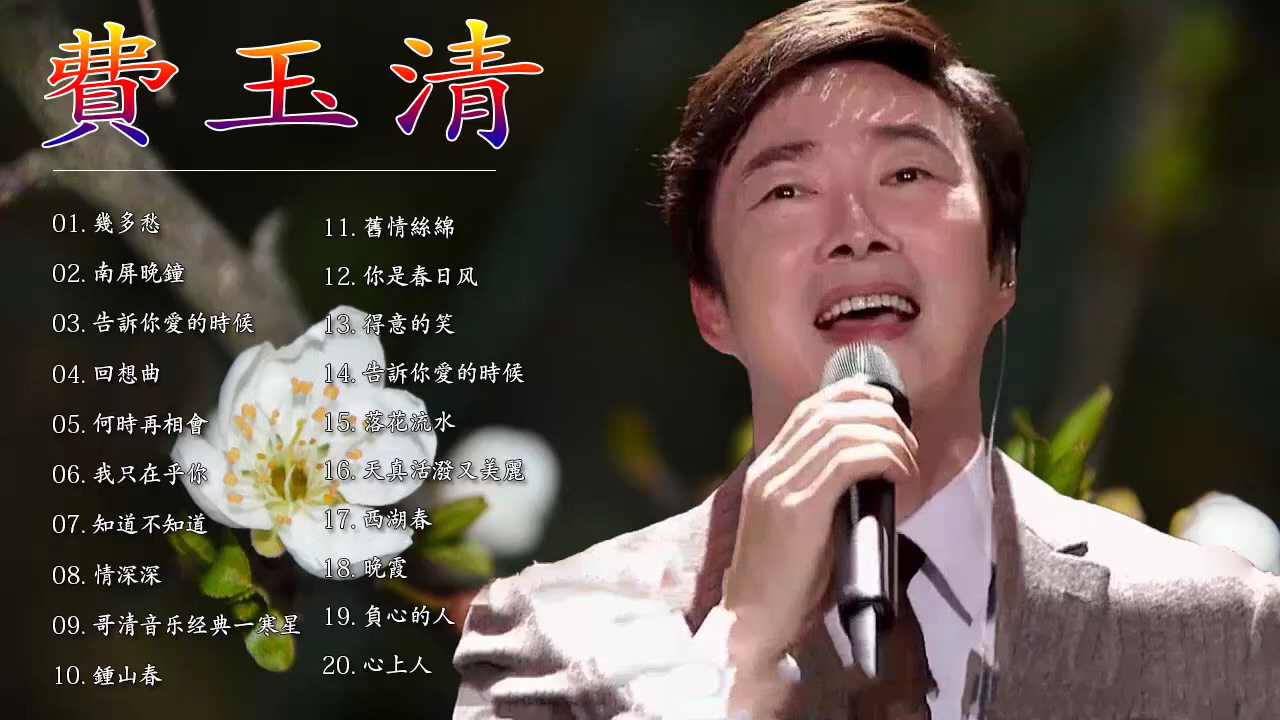 費玉清
01. 幾多愁
02. 南屏晚鐘
03. 告訴你愛的時候
04. 回想曲
05. 何時再相會
06. 我只在乎你
07. 知道不知道
08. 情深深
09. 哥清音乐经典一寒星
10. 鍾山春
11. 舊情絲綿
12. 你是春日风
13. 得意的笑
14. 告訴你愛的時候
15. 落花流水
16. 天真活潑又美麗
17. 西湖春
18. 晚霞
19. 負心的人
20. 心上人